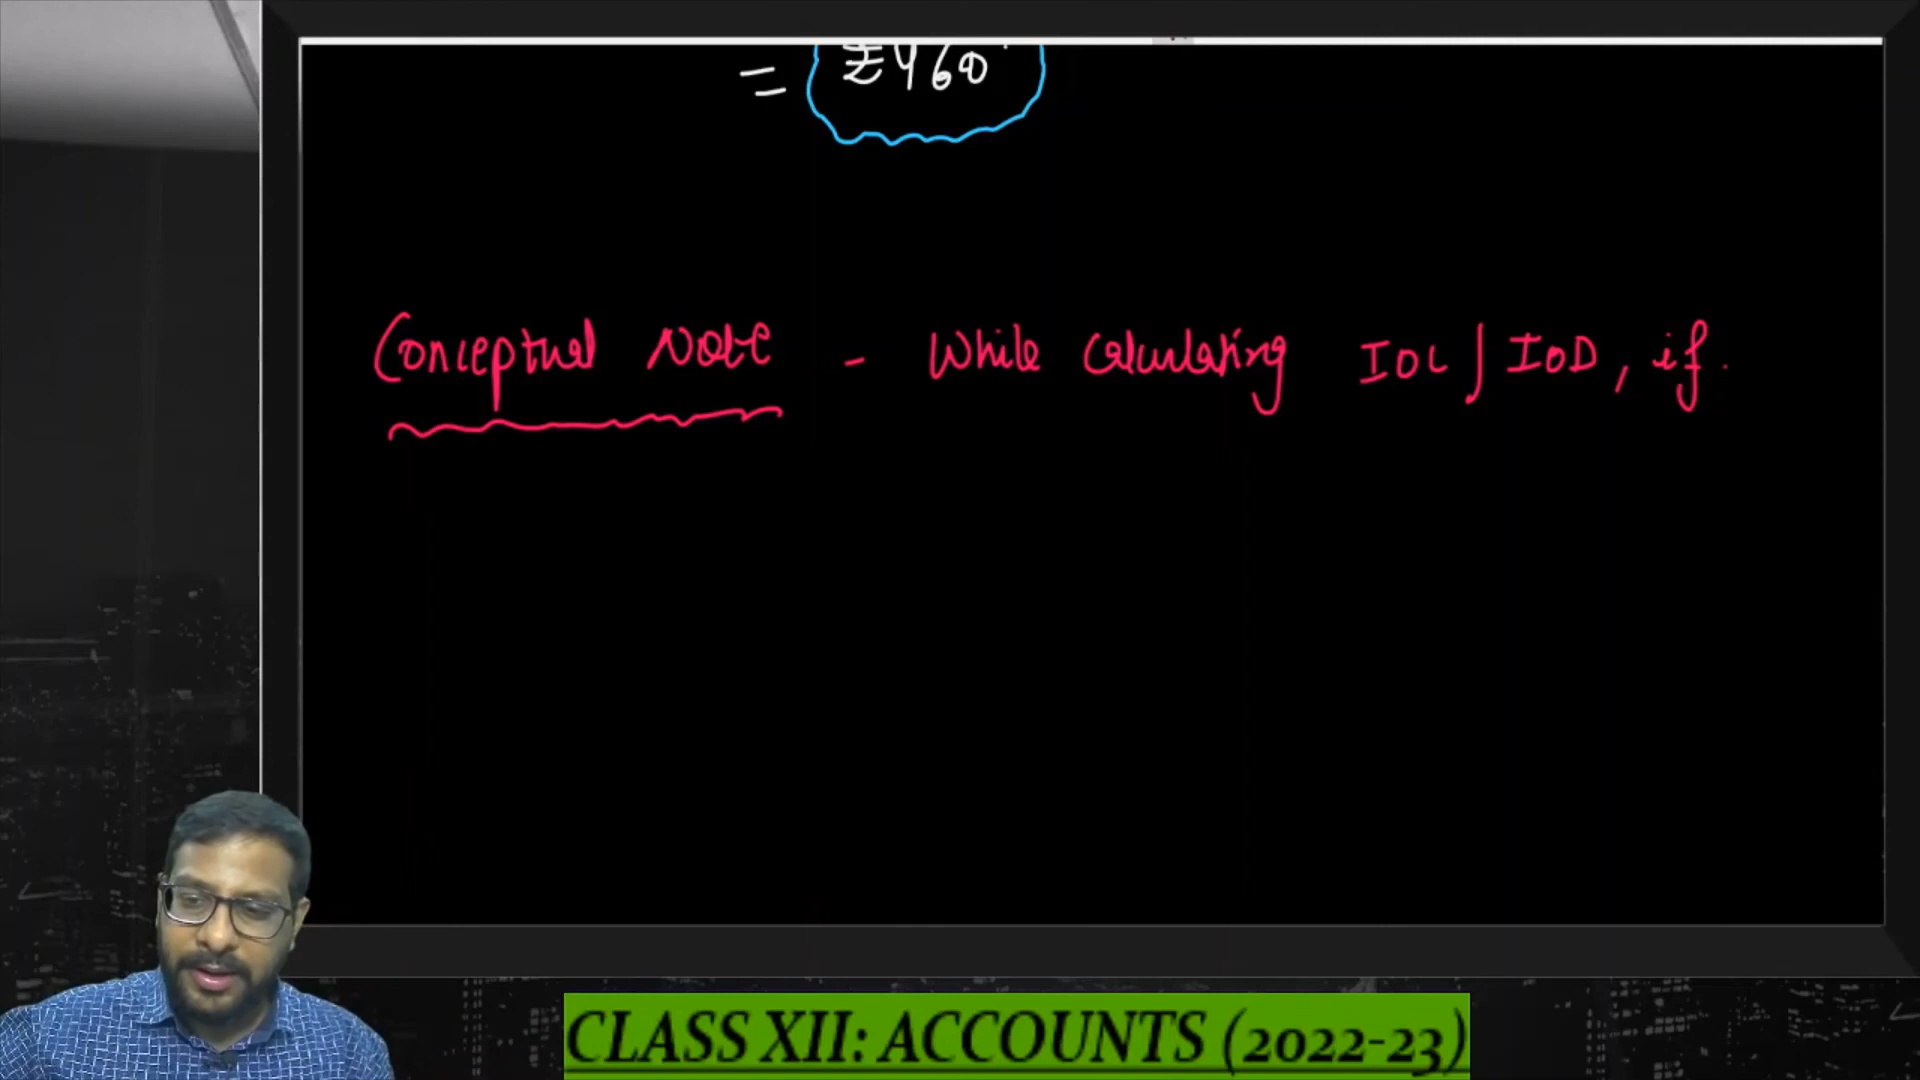 = ₹460
Conceptual Note - While Calculating IOC / IOD, if
CLASS XII: ACCOUNTS (2022-23)